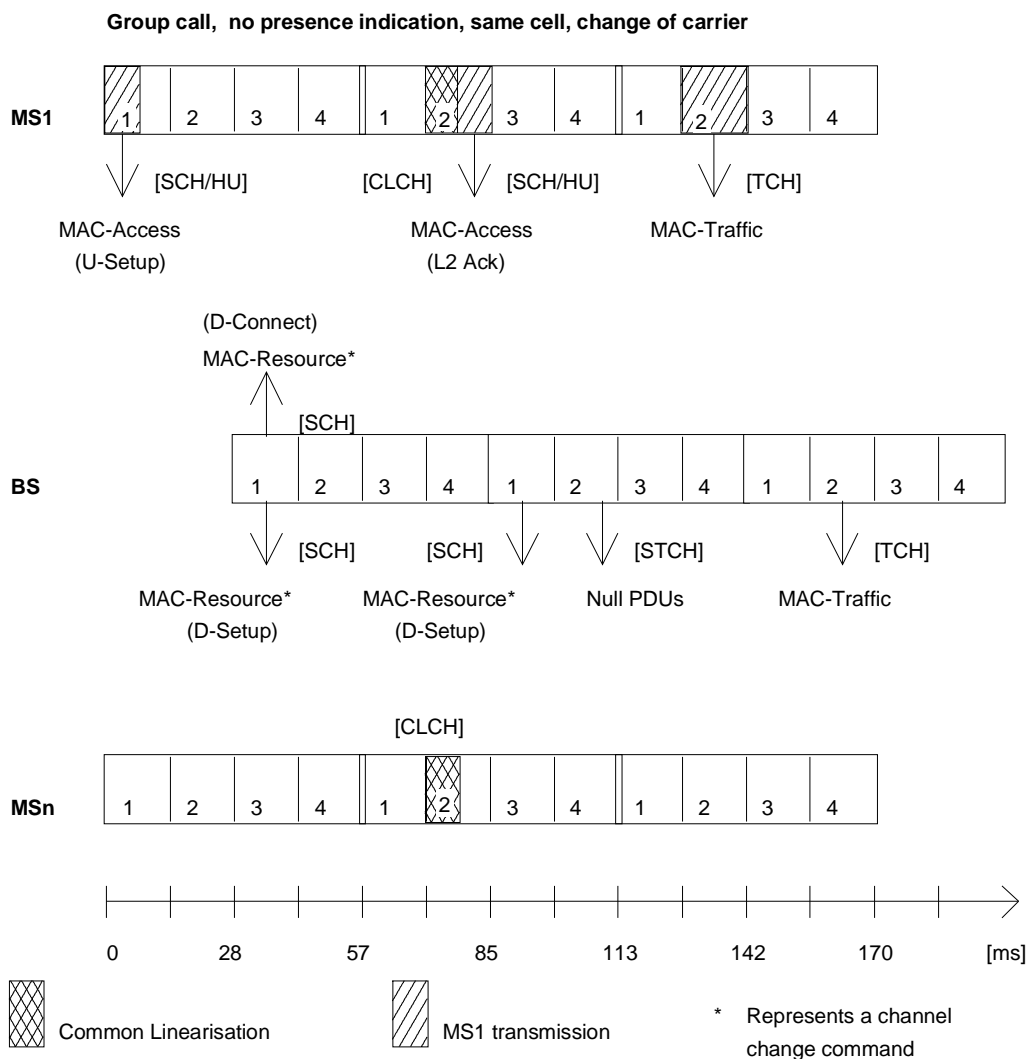 Group call, no presence indication, same cell, change of carrier
MS1
1 2 3 4 1 2 3 4 1 2 3 4
[SCH/HU] [CLCH] [SCH/HU] [TCH]
MAC-Access MAC-Access MAC-Traffic
(U-Setup) (L2 Ack)
(D-Connect)
MAC-Resource*
[SCH]
BS
1 2 3 4 1 2 3 4 1 2 3 4
[SCH] [SCH] [STCH] [TCH]
MAC-Resource* MAC-Resource* Null PDUs MAC-Traffic
(D-Setup) (D-Setup)
[CLCH]
MSn
1 2 3 4 1 2 3 4 1 2 3 4
0 28 57 85 113 142 170 [ms]
Common Linearisation
MS1 transmission
* Represents a channel
change command